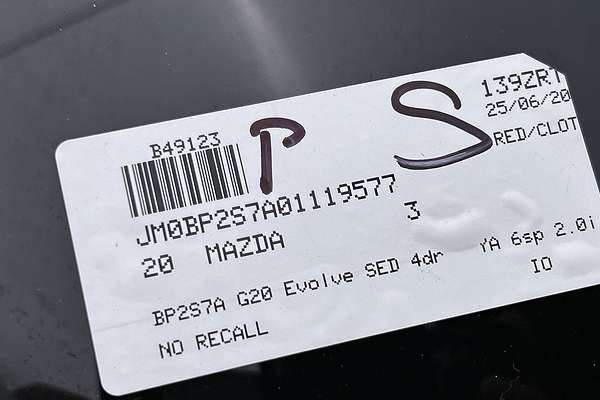 P S
139ZRT
25/06/20
RED/CLOT
B49123
JM0BP2S7A01119577
20 MAZDA 3
BP2S7A G20 Evolve SED 4dr YA 6sp 2.0i
NO RECALL IO